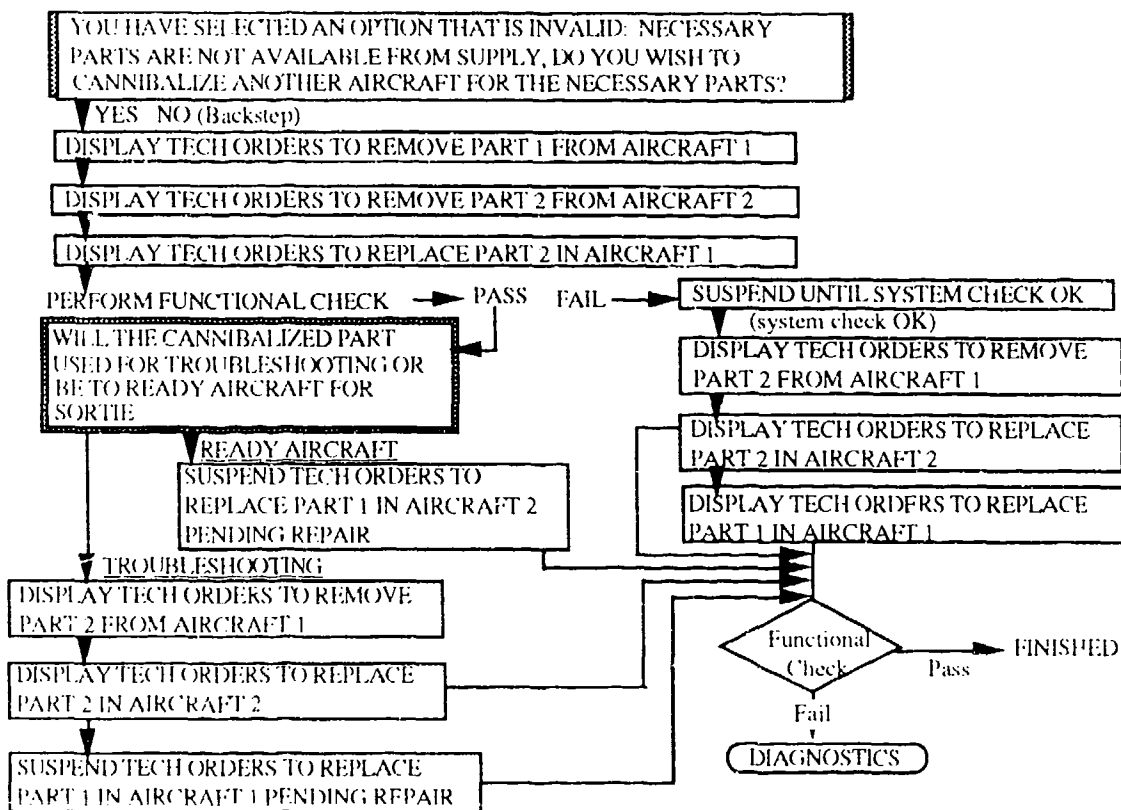 YOU HAVE SELECTED AN OPTION THAT IS INVALID: NECESSARY
PARTS ARE NOT AVAILABLE FROM SUPPLY, DO YOU WISH TO
CANNIBALIZE ANOTHER AIRCRAFT FOR THE NECESSARY PARTS?
YES NO (Backstep)
DISPLAY TECH ORDERS TO REMOVE PART 1 FROM AIRCRAFT 1
DISPLAY TECH ORDERS TO REMOVE PART 2 FROM AIRCRAFT 2
DISPLAY TECH ORDERS TO REPLACE PART 2 IN AIRCRAFT 1
PERFORM FUNCTIONAL CHECK
PASS
FAIL
SUSPEND UNTIL SYSTEM CHECK OK
(system check OK)
WILL THE CANNIBALIZED PART
USED FOR TROUBLESHOOTING OR
BE TO READY AIRCRAFT FOR
SORTIE
DISPLAY TECH ORDERS TO REMOVE
PART 2 FROM AIRCRAFT 1
DISPLAY TECH ORDERS TO REPLACE
PART 2 IN AIRCRAFT 2
DISPLAY TECH ORDERS TO REPLACE
PART 1 IN AIRCRAFT 1
READY AIRCRAFT
SUSPEND TECH ORDERS TO
REPLACE PART 1 IN AIRCRAFT 2
PENDING REPAIR
TROUBLESHOOTING
DISPLAY TECH ORDERS TO REMOVE
PART 2 FROM AIRCRAFT 1
DISPLAY TECH ORDERS TO REPLACE
PART 2 IN AIRCRAFT 2
SUSPEND TECH ORDERS TO REPLACE
PART 1 IN AIRCRAFT 1 PENDING REPAIR
Functional
Check
Pass
FINISHED
Fail
DIAGNOSTICS